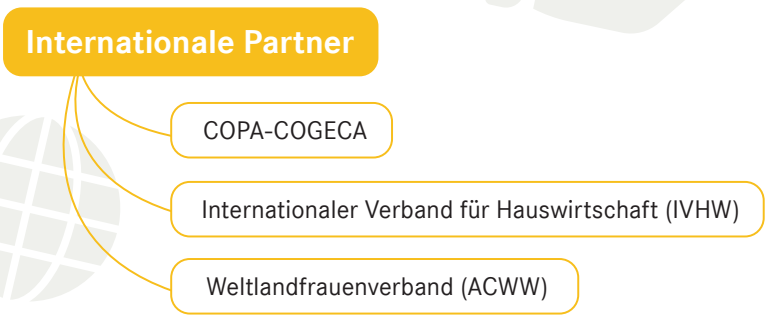 Internationale Partner
COPA-COGECA
Internationaler Verband für Hauswirtschaft (IVHW)
Weltlandfrauenverband (ACWW)